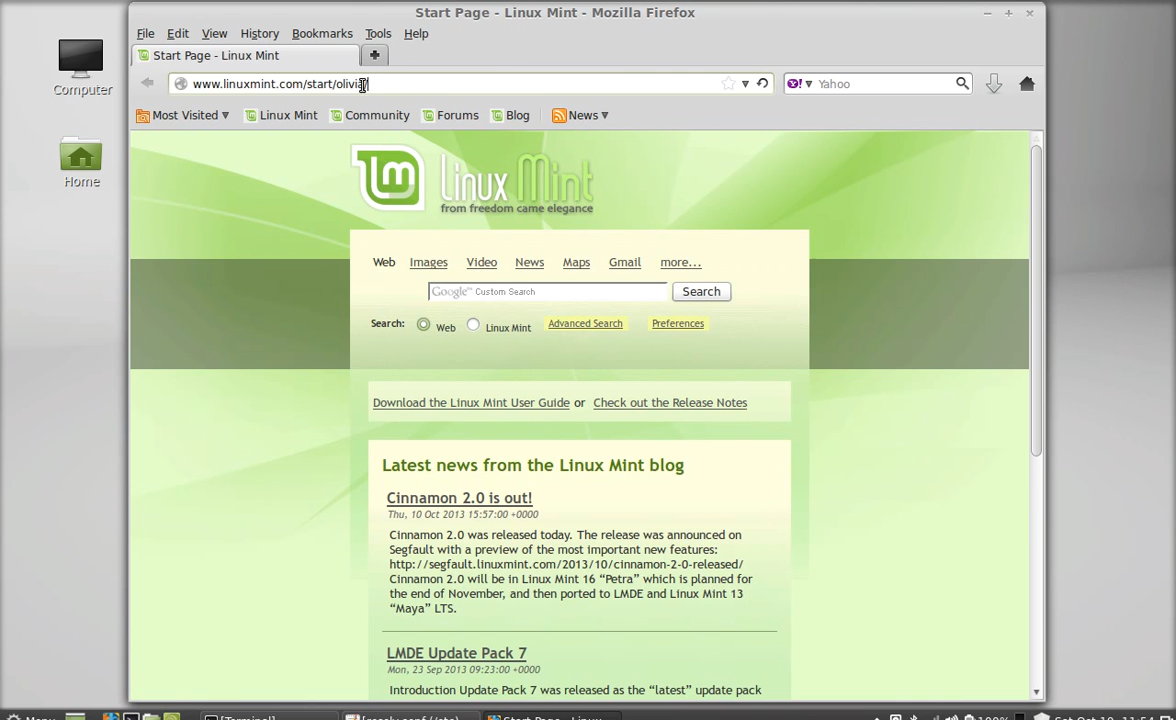 Start Page - Linux Mint - Mozilla Firefox
File Edit View History Bookmarks Tools Help
Start Page - Linux Mint
www.linuxmint.com/start/olivia/
Yahoo
Most Visited Linux Mint Community Forums Blog News
Computer
Home
Linux Mint
from freedom came elegance
Web Images Video News Maps Gmail more...
Google™ Custom Search Search
Search: Web Linux Mint Advanced Search Preferences
Download the Linux Mint User Guide or Check out the Release Notes
Latest news from the Linux Mint blog
Cinnamon 2.0 is out!
Thu, 10 Oct 2013 15:57:00 +0000
Cinnamon 2.0 was released today. The release was announced on
Segfault with a preview of the most important new features:
http://segfault.linuxmint.com/2013/10/cinnamon-2-0-released/
Cinnamon 2.0 will be in Linux Mint 16 “Petra” which is planned for
the end of November, and then ported to LMDE and Linux Mint 13
“Maya” LTS.
LMDE Update Pack 7
Mon, 23 Sep 2013 09:23:00 +0000
Introduction Update Pack 7 was released as the “latest” update pack
Menu [Terminal] Start Page - Linux 100% Sat Oct 19, 11:54